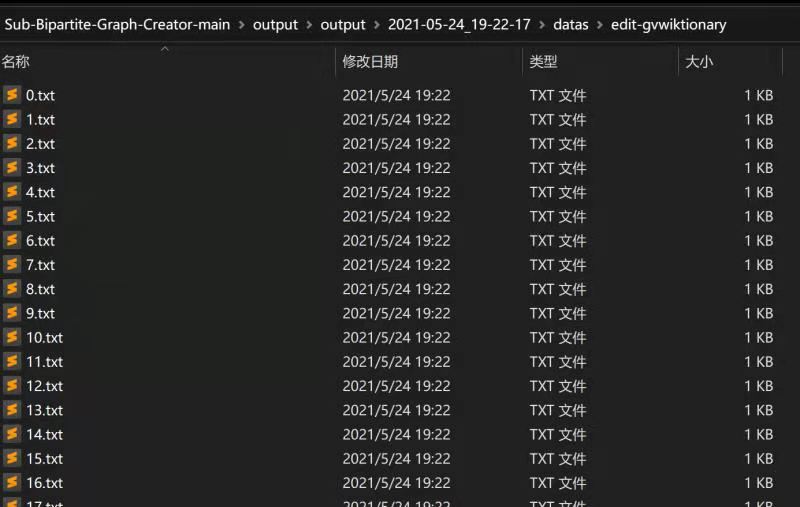 Sub-Bipartite-Graph-Creator-main > output > output > 2021-05-24_19-22-17 > datas > edit-gvwiktionary
名称 修改日期 类型 大小
0.txt 2021/5/24 19:22 TXT 文件 1 KB
1.txt 2021/5/24 19:22 TXT 文件 1 KB
2.txt 2021/5/24 19:22 TXT 文件 1 KB
3.txt 2021/5/24 19:22 TXT 文件 1 KB
4.txt 2021/5/24 19:22 TXT 文件 1 KB
5.txt 2021/5/24 19:22 TXT 文件 1 KB
6.txt 2021/5/24 19:22 TXT 文件 1 KB
7.txt 2021/5/24 19:22 TXT 文件 1 KB
8.txt 2021/5/24 19:22 TXT 文件 1 KB
9.txt 2021/5/24 19:22 TXT 文件 1 KB
10.txt 2021/5/24 19:22 TXT 文件 1 KB
11.txt 2021/5/24 19:22 TXT 文件 1 KB
12.txt 2021/5/24 19:22 TXT 文件 1 KB
13.txt 2021/5/24 19:22 TXT 文件 1 KB
14.txt 2021/5/24 19:22 TXT 文件 1 KB
15.txt 2021/5/24 19:22 TXT 文件 1 KB
16.txt 2021/5/24 19:22 TXT 文件 1 KB
17.txt 2021/5/24 19:22 TXT 文件 1 KB